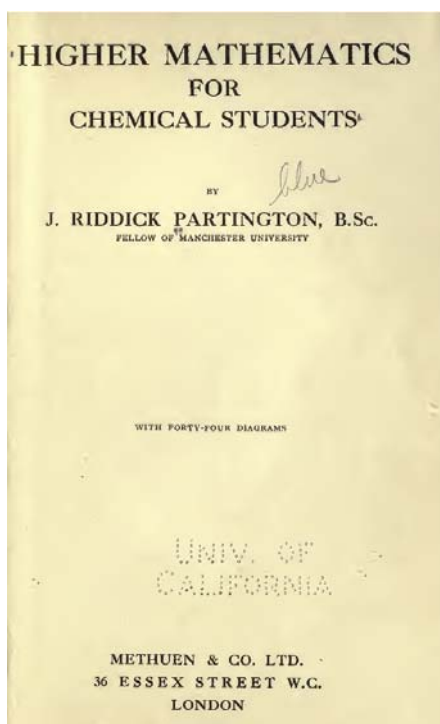 HIGHER MATHEMATICS
FOR
CHEMICAL STUDENTS
blue
BY
J. RIDDICK PARTINGTON, B.Sc.
FELLOW OF MANCHESTER UNIVERSITY
WITH FORTY-FOUR DIAGRAMS
UNIV. OF
CALIFORNIA
METHUEN & CO. LTD.
36 ESSEX STREET W.C.
LONDON